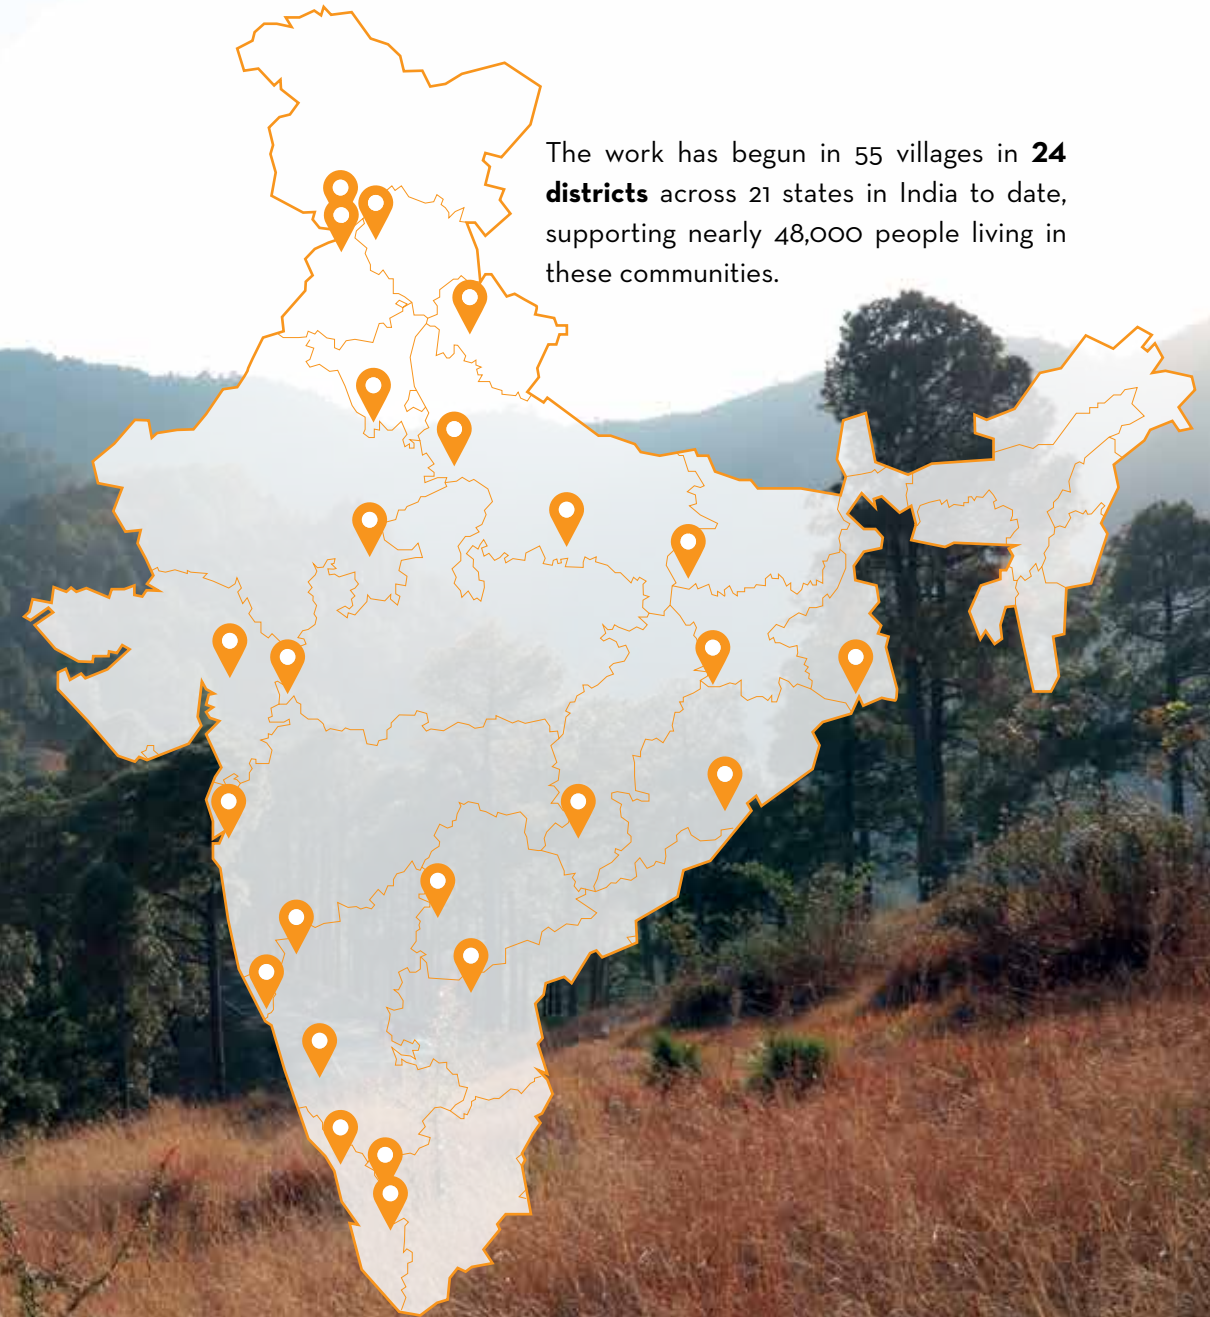 The work has begun in 55 villages in 24
districts across 21 states in India to date,
supporting nearly 48,000 people living in
these communities.